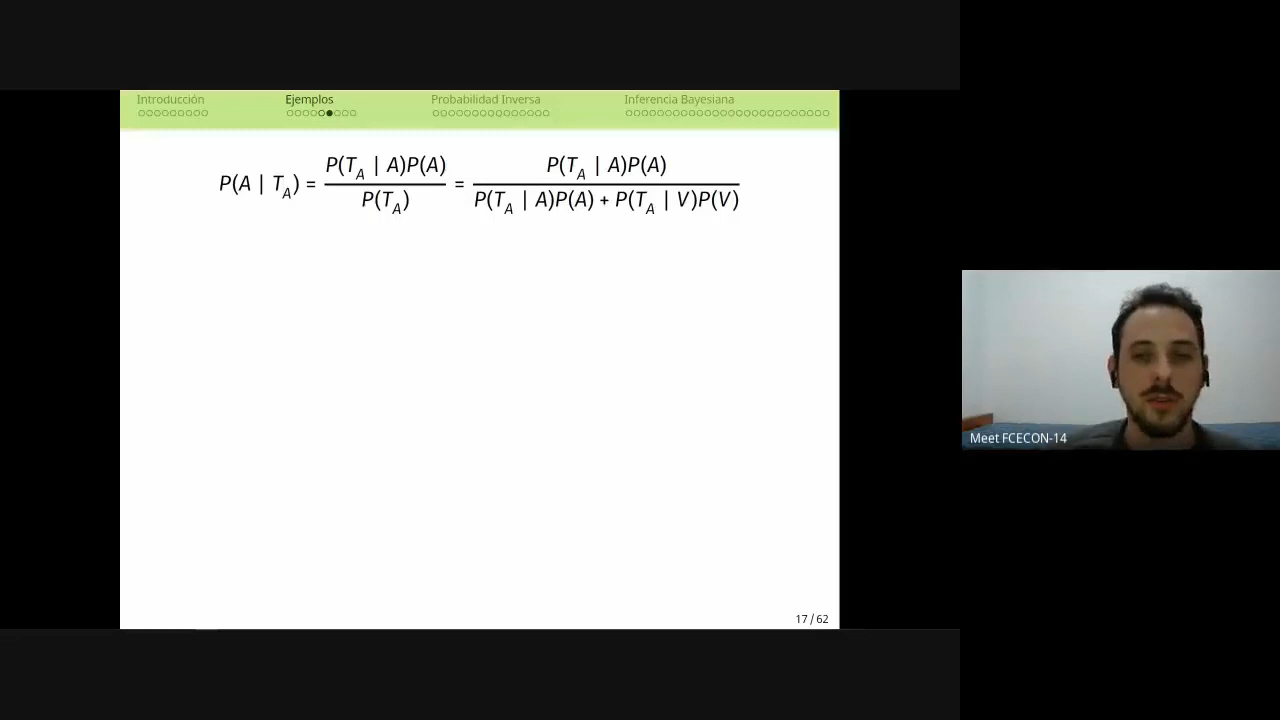 Introducción Ejemplos Probabilidad Inversa Inferencia Bayesiana
P(A | T_A) = P(T_A | A)P(A) / P(T_A) = P(T_A | A)P(A) / P(T_A | A)P(A) + P(T_A | V)P(V)
Meet FCECON-14
17 / 62